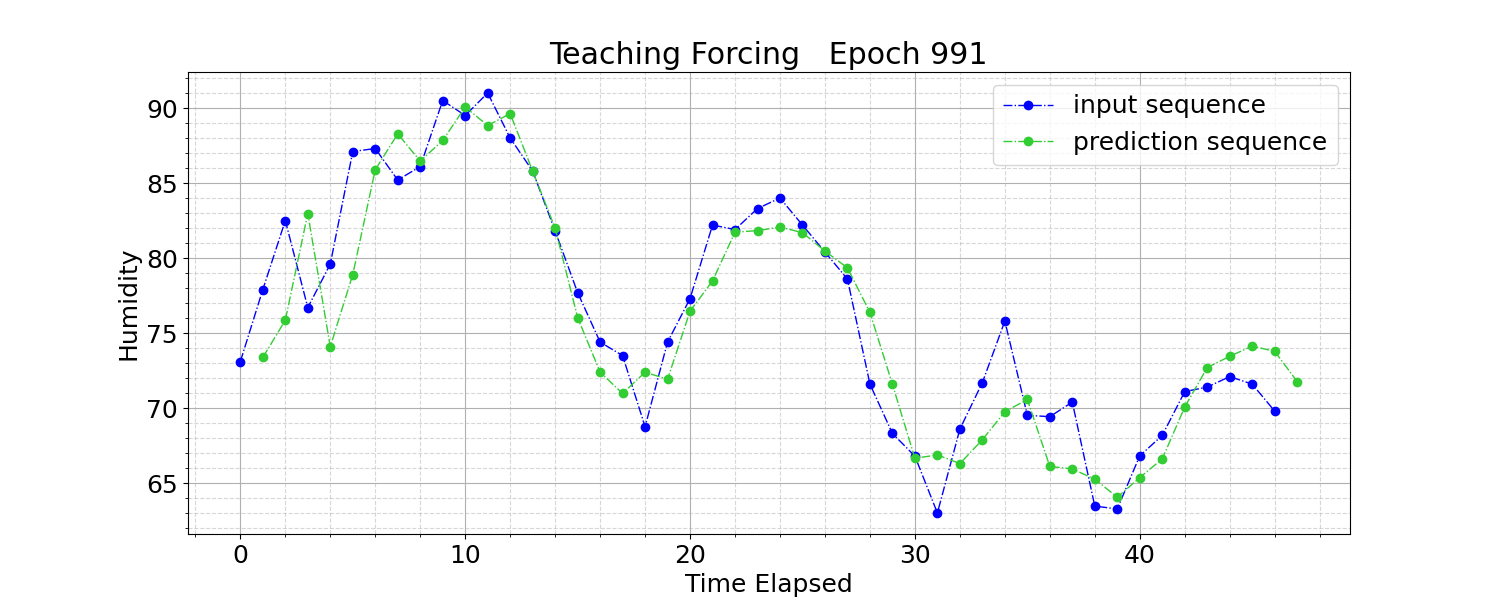 Teaching Forcing   Epoch 991
input sequence
prediction sequence
Humidity
90
85
80
75
70
65
0 10 20 30 40
Time Elapsed